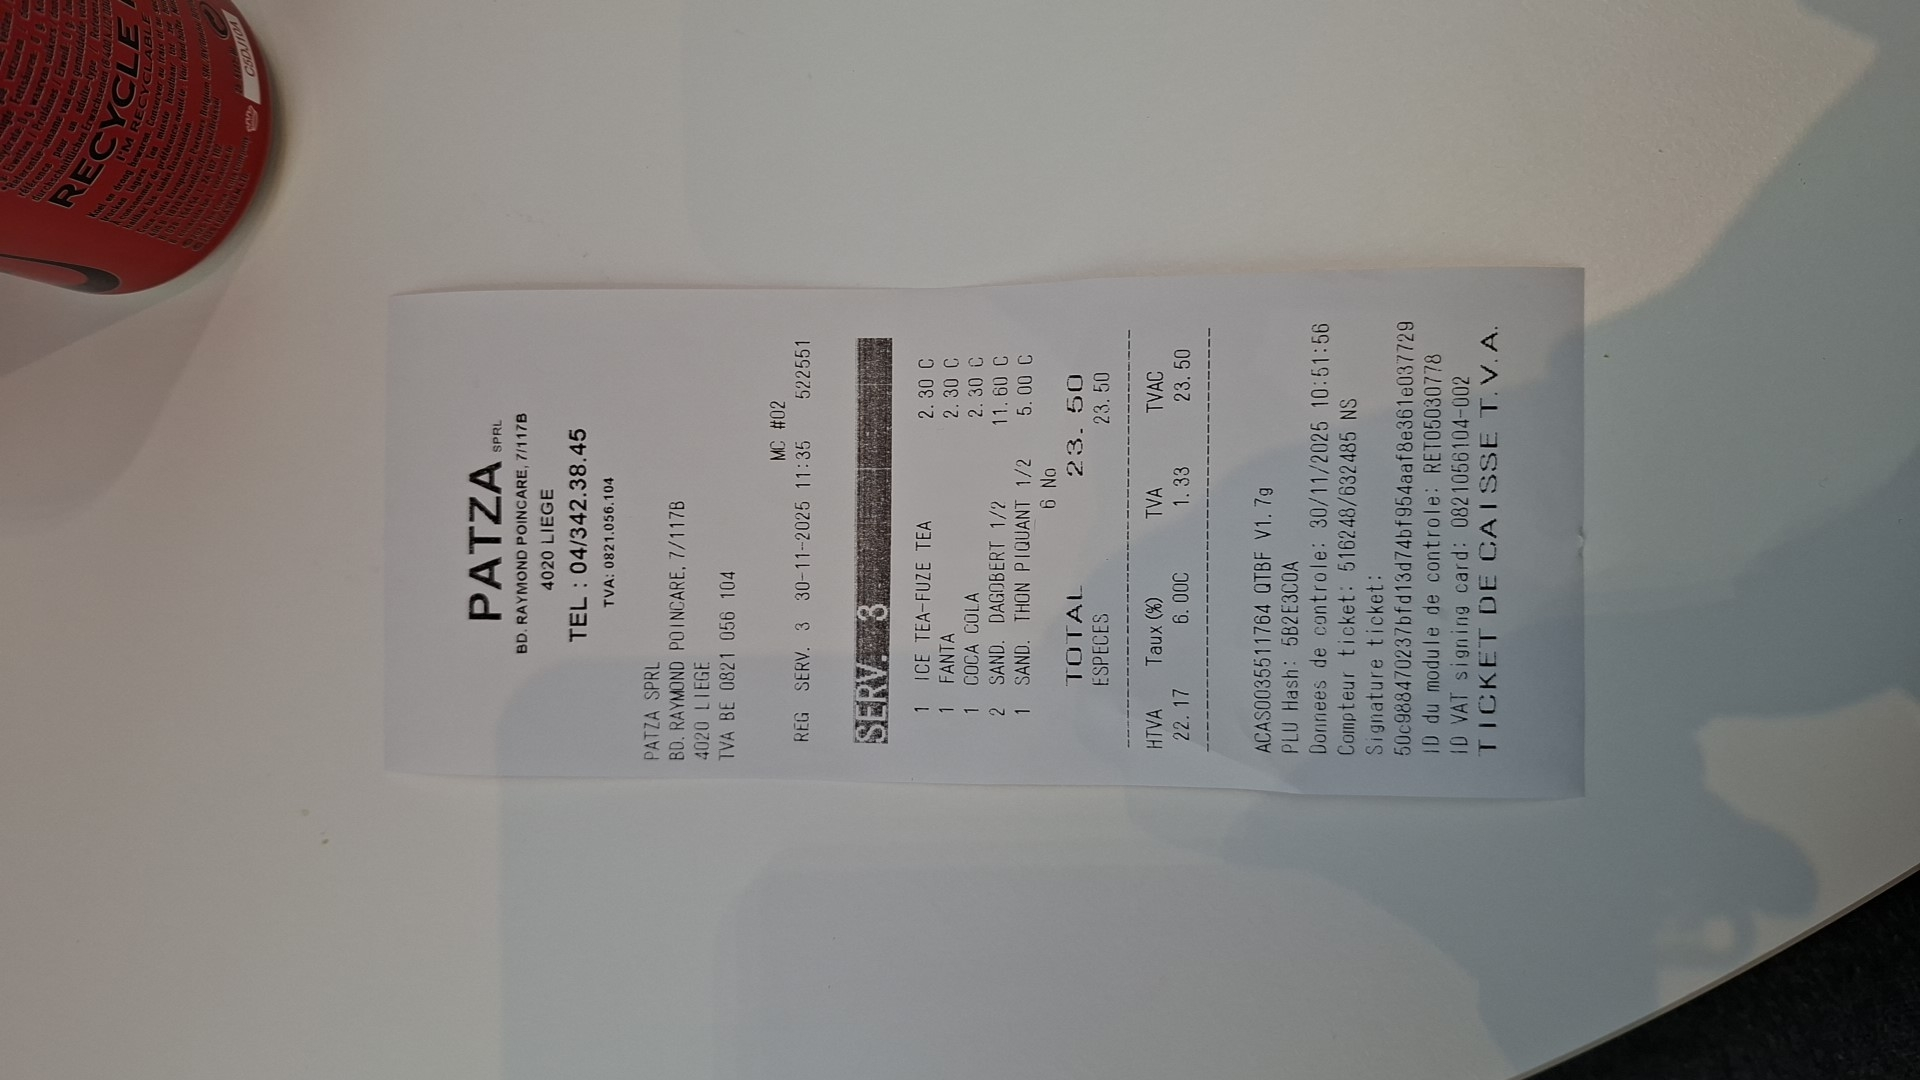 RECYCLE
I'M RECYCLABLE
C5DJ10A
PATZA SPRL
BD. RAYMOND POINCARE, 7/117B
4020 LIEGE
TEL : 04/342.38.45
TVA: 0821.056.104
PATZA SPRL
BD. RAYMOND POINCARE, 7/117B
4020 LIEGE
TVA BE 0821 056 104
MC #02
REG SERV. 3 30-11-2025 11:35 522551
SERV. 3
1 ICE TEA-FUZE TEA 2.30 C
1 FANTA 2.30 C
1 COCA COLA 2.30 C
2 SAND. DAGOBERT 1/2 11.60 C
1 SAND. THON PIQUANT 1/2 5.00 C
6 No
TOTAL 23.50
ESPECES 23.50
HTVA Taux(%) TVA TVAC
22.17 6.00C 1.33 23.50
ACAS003551 1764 QTBF V1.7g
PLU Hash: 5B2E3C0A
Donnees de controle: 30/11/2025 10:51:56
Compteur ticket: 516248/632485 NS
Signature ticket:
50c988470237bfd13d74bf954aaf8e361e037729
ID du module de controle: RET05030778
ID VAT signing card: 0821056104-002
TICKET DE CAISSE T.V.A.